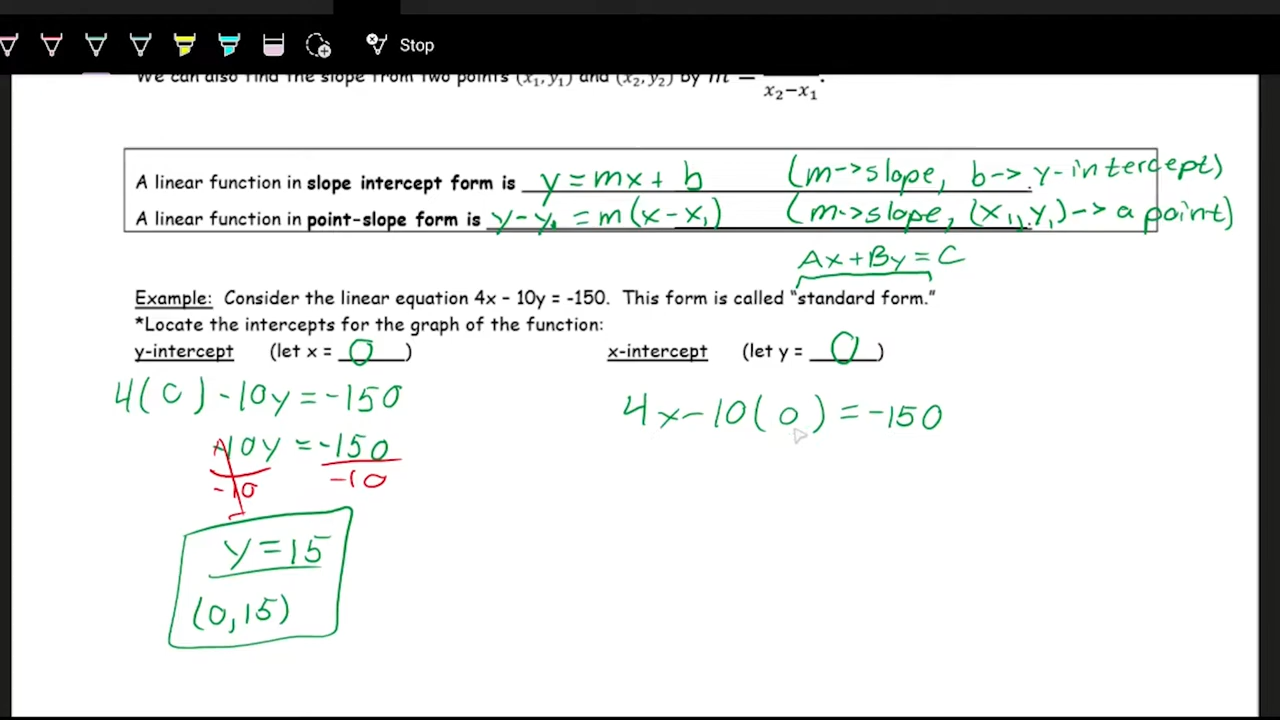 Stop
We can also find the slope from two points (x₁, y₁) and (x₂, y₂) by m = x₂−x₁.
A linear function in slope intercept form is y = mx + b (m->slope, b-> y-intercept)
A linear function in point-slope form is y - y₁ = m(x - x₁) (m->slope, (x₁, y₁) -> a point)
Ax + By = C
Example: Consider the linear equation 4x - 10y = -150. This form is called "standard form."
*Locate the intercepts for the graph of the function:
y-intercept (let x = 0)
x-intercept (let y = 0)
4(0) - 10y = -150
-10y = -150
-10 -10
y = 15
(0, 15)
4x - 10(0) = -150